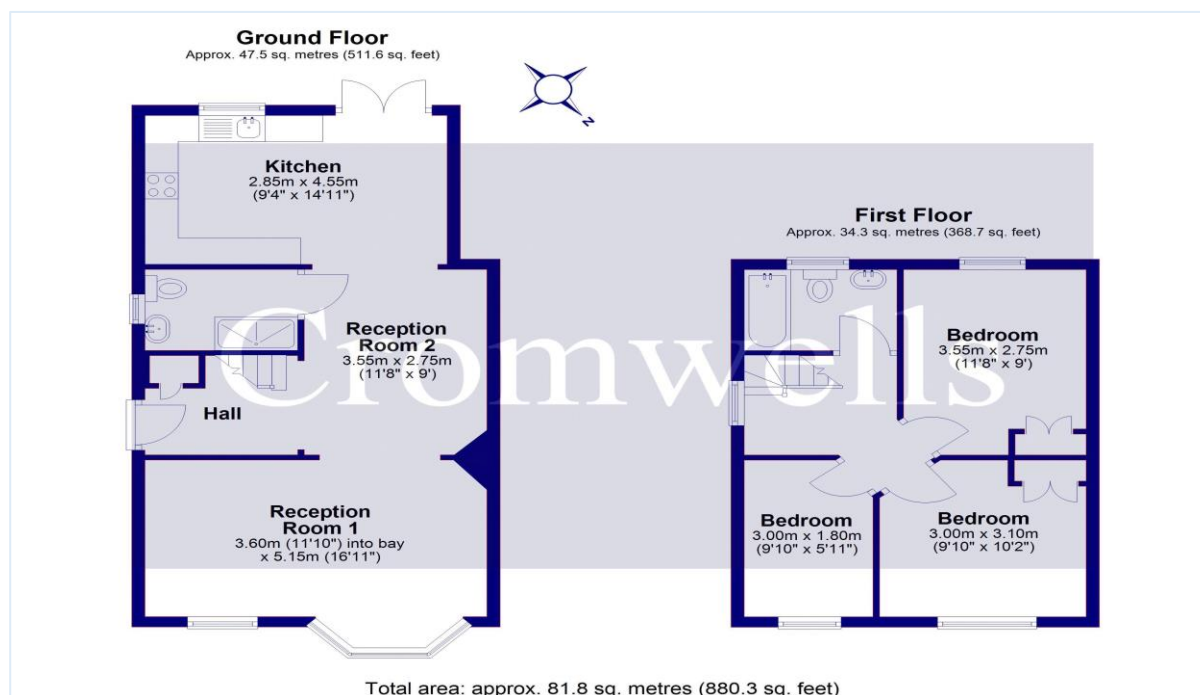 Ground Floor
Approx. 47.5 sq. metres (511.6 sq. feet)
N
Kitchen
2.85m x 4.55m
(9'4" x 14'11")
First Floor
Approx. 34.3 sq. metres (368.7 sq. feet)
Reception
Room 2
3.55m x 2.75m
(11'8" x 9')
Bedroom
3.55m x 2.75m
(11'8" x 9')
Cromwells
Hall
Reception
Room 1
3.60m (11'10") into bay
x 5.15m (16'11")
Bedroom
3.00m x 1.80m
(9'10" x 5'11")
Bedroom
3.00m x 3.10m
(9'10" x 10'2")
Total area: approx. 81.8 sq. metres (880.3 sq. feet)